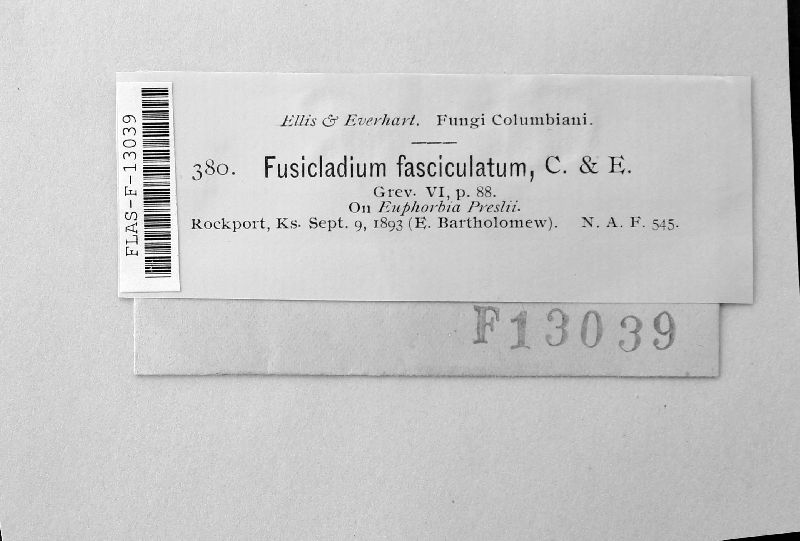 FLAS-F-13039
Ellis & Everhart. Fungi Columbiani.
380. Fusicladium fasciculatum, C. & E.
Grev. VI, p. 88.
On Euphorbia Preslii.
Rockport, Ks. Sept. 9, 1893 (E. Bartholomew). N. A. F. 545.
F13039